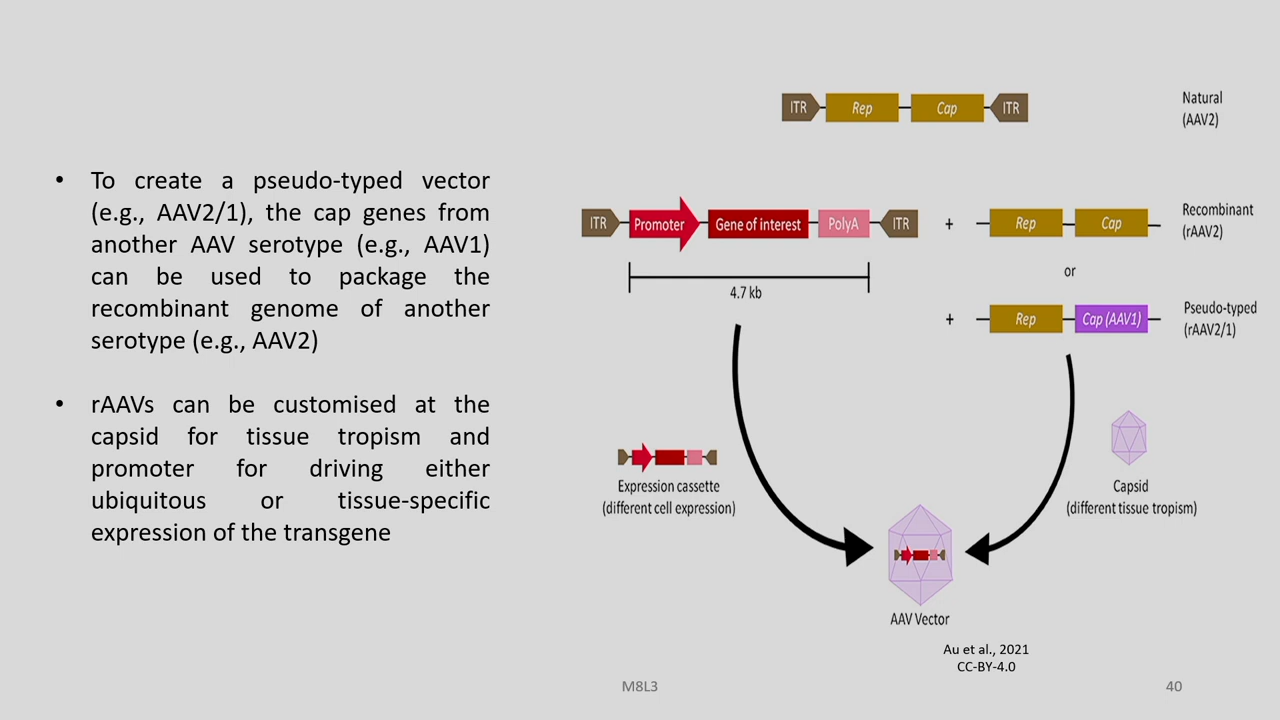 • To create a pseudo-typed vector
(e.g., AAV2/1), the cap genes from
another AAV serotype (e.g., AAV1)
can be used to package the
recombinant genome of another
serotype (e.g., AAV2)
• rAAVs can be customised at the
capsid for tissue tropism and
promoter for driving either
ubiquitous or tissue-specific
expression of the transgene
ITR Rep Cap ITR
Natural
(AAV2)
ITR Promoter Gene of interest PolyA ITR + Rep Cap
Recombinant
(rAAV2)
4.7 kb
or
+ Rep Cap (AAV1)
Pseudo-typed
(rAAV2/1)
Expression cassette
(different cell expression)
Capsid
(different tissue tropism)
AAV Vector
Au et al., 2021
CC-BY-4.0
M8L3
40